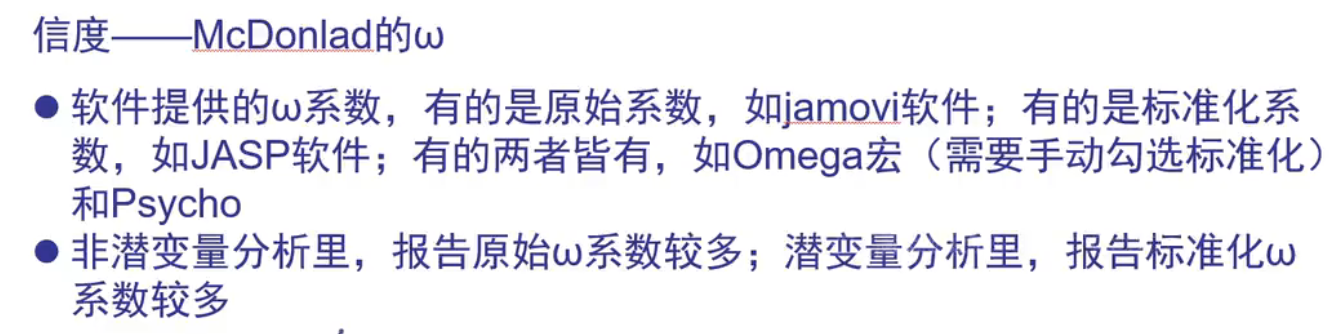 信度——McDonlad的ω
● 软件提供的ω系数，有的是原始系数，如jamovi软件；有的是标准化系
数，如JASP软件；有的两者皆有，如Omega宏（需要手动勾选标准化）
和Psycho
● 非潜变量分析里，报告原始ω系数较多；潜变量分析里，报告标准化ω
系数较多